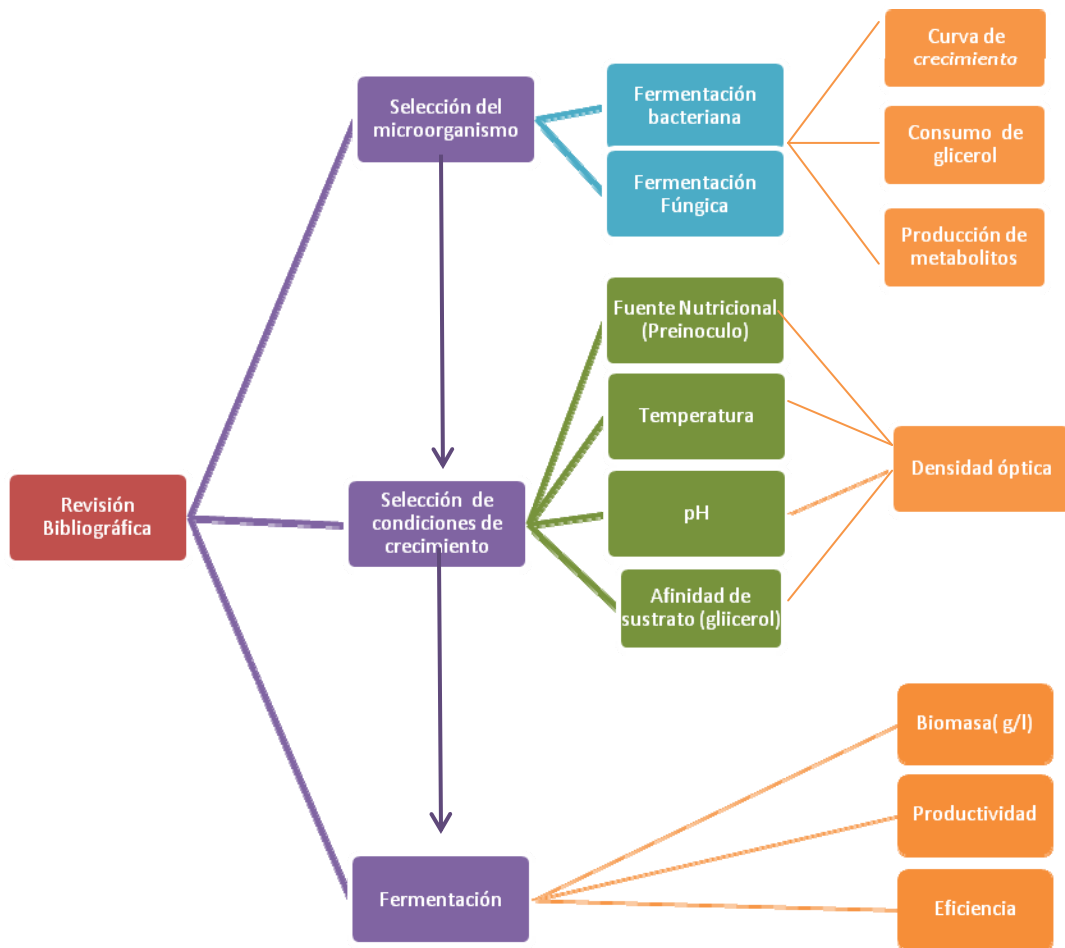 Revisión
Bibliográfica
Selección del
microorganismo
Fermentación
bacteriana
Fermentación
Fúngica
Curva de
crecimiento
Consumo de
glicerol
Producción de
metabolitos
Selección de
condiciones de
crecimiento
Fuente Nutricional
(Preinoculo)
Temperatura
pH
Afinidad de
sustrato (gliicerol)
Densidad óptica
Fermentación
Biomasa( g/l)
Productividad
Eficiencia